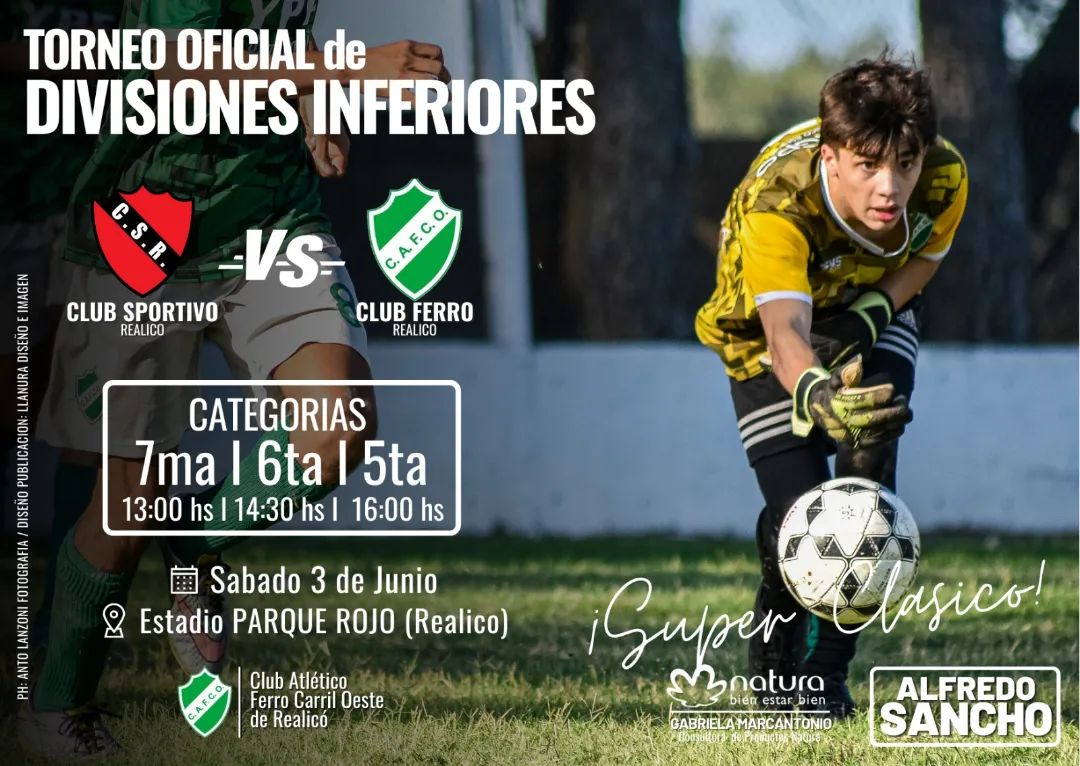 YPF
YPF
TORNEO OFICIAL de
DIVISIONES INFERIORES
C. S. R.
VS
C. A. F. C. O.
CLUB SPORTIVO
REALICO
CLUB FERRO
REALICO
8
CATEGORIAS
7ma I 6ta I 5ta
13:00 hs I 14:30 hs I 16:00 hs
Sabado 3 de Junio
Estadio PARQUE ROJO (Realico)
C. A. F. C. O.
Club Atlético
Ferro Carril Oeste
de Realicó
¡Super Clasico!
natura
bien estar bien
GABRIELA MARCANTONIO
Consultora de Productos Natura
ALFREDO
SANCHO
PH: ANTO LANZONI FOTOGRAFIA / DISEÑO PUBLICACION: LLANURA DISEÑO E IMAGEN